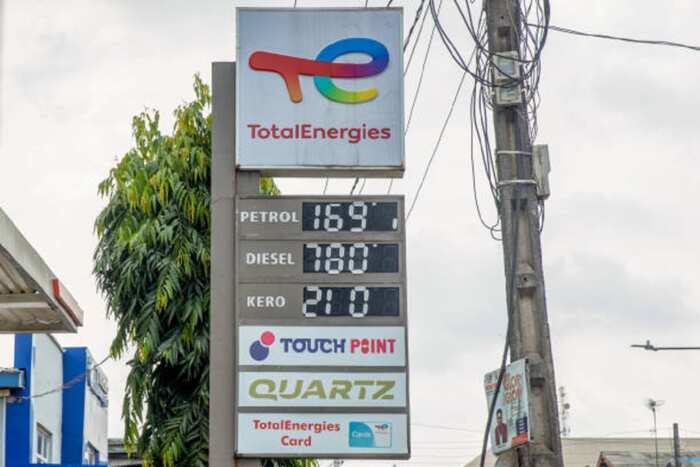 TotalEnergies
PETROL 169
DIESEL 780
KERO 210
TOUCH POINT
QUARTZ
TotalEnergies
Card